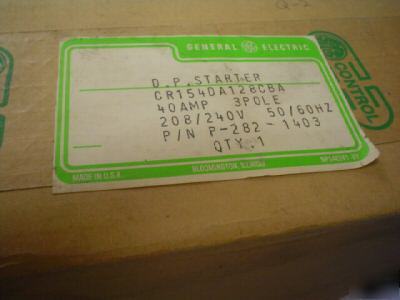 Q-2
GENERAL ELECTRIC
D.P.STARTER
CR1540A128CBA
40AMP 3POLE
208/240V 50/60HZ
P/N P-282-1403
QTY.1
MADE IN U.S.A.
BLOOMINGTON, ILLINOIS
CONTROL